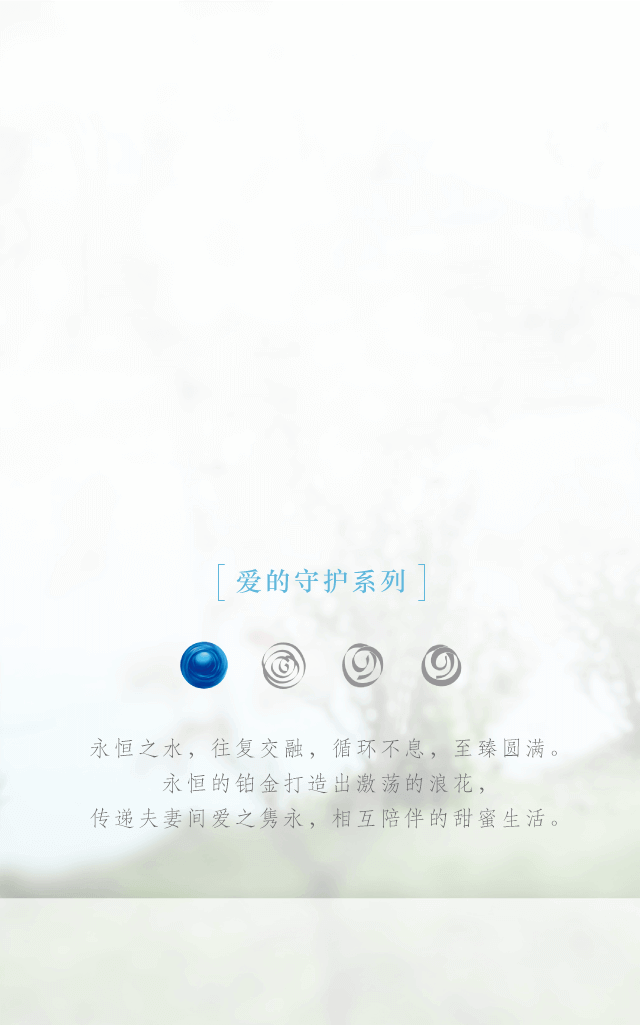 [ 爱的守护系列 ]
永恒之水，往复交融，循环不息，至臻圆满。
永恒的铂金打造出激荡的浪花，
传递夫妻间爱之隽永，相互陪伴的甜蜜生活。